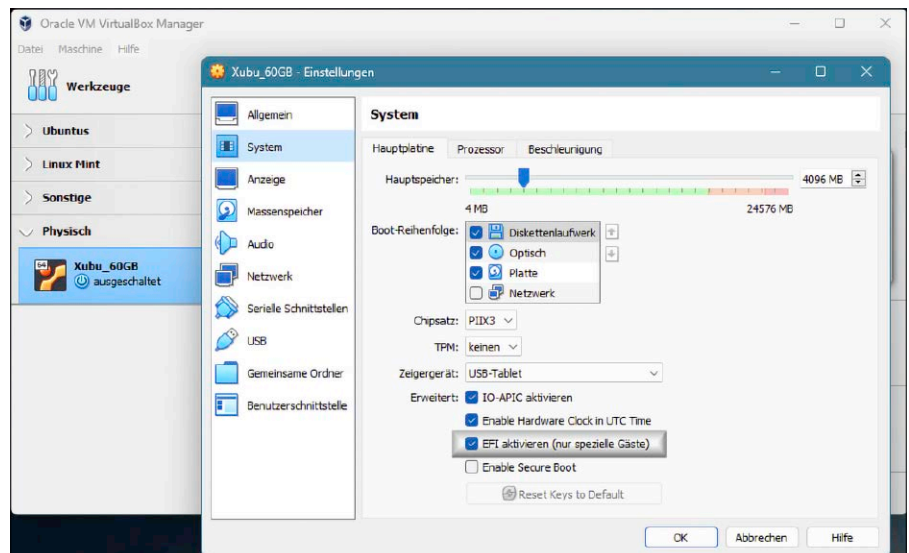 Oracle VM VirtualBox Manager
Datei Maschine Hilfe
Werkzeuge
Ubuntus
Linux Mint
Sonstige
Physisch
64
Xubu_60GB
ausgeschaltet
Xubu_60GB - Einstellungen
Allgemein
System
Anzeige
Massenspeicher
Audio
Netzwerk
Serielle Schnittstellen
USB
Gemeinsame Ordner
Benutzerschnittstelle
System
Hauptplatine Prozessor Beschleunigung
Hauptspeicher: 4096 MB
4 MB 24576 MB
Boot-Reihenfolge: Diskettenlaufwerk
Optisch
Platte
Netzwerk
Chipsatz: PIIX3
TPM: keinen
Zeigergerät: USB-Tablet
Erweitert: IO-APIC aktivieren
Enable Hardware Clock in UTC Time
EFI aktivieren (nur spezielle Gäste)
Enable Secure Boot
Reset Keys to Default
OK Abbrechen Hilfe